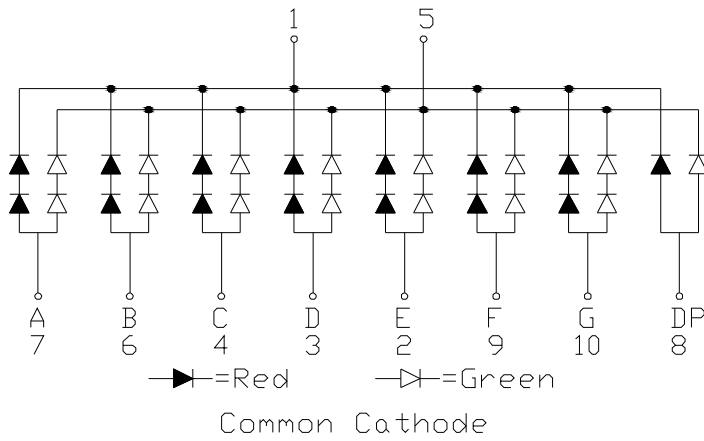 1 5
A B C D E F G DP
7 6 4 3 2 9 10 8
=Red =Green
Common Cathode